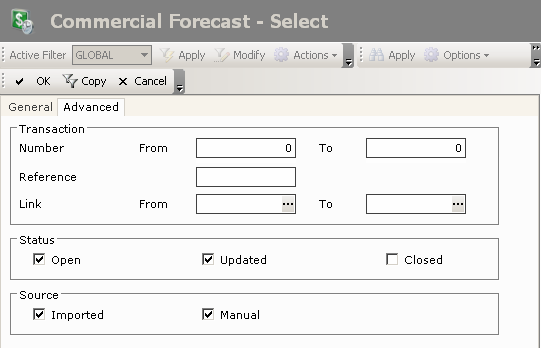 Commercial Forecast - Select
Active Filter GLOBAL Apply Modify Actions Apply Options
OK Copy Cancel
General Advanced
Transaction
Number From 0 To 0
Reference
Link From ... To ...
Status
Open Updated Closed
Source
Imported Manual